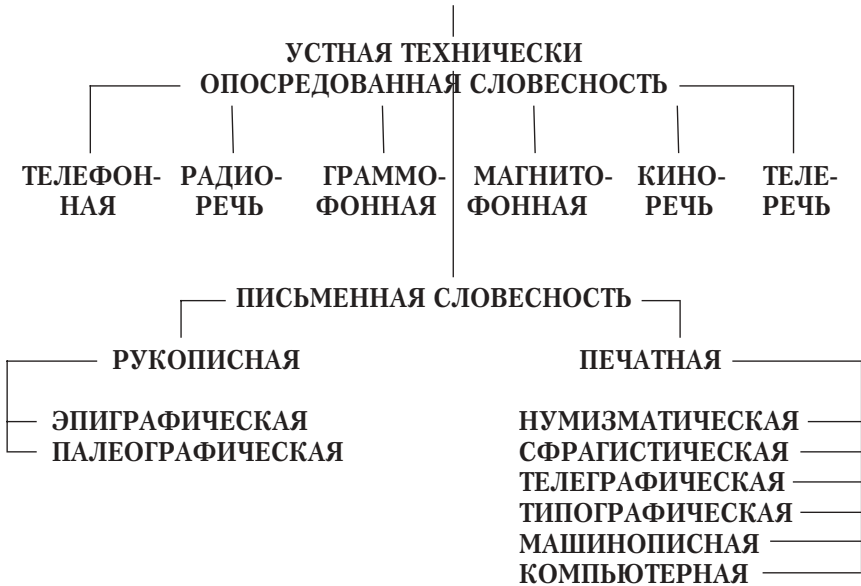 УСТНАЯ ТЕХНИЧЕСКИ
ОПОСРЕДОВАННАЯ СЛОВЕСНОСТЬ
ТЕЛЕФОН- РАДИО- ГРАММО- МАГНИТО- КИНО- ТЕЛЕ-
НАЯ РЕЧЬ ФОННАЯ ФОННАЯ РЕЧЬ РЕЧЬ
ПИСЬМЕННАЯ СЛОВЕСНОСТЬ
РУКОПИСНАЯ ПЕЧАТНАЯ
ЭПИГРАФИЧЕСКАЯ НУМИЗМАТИЧЕСКАЯ
ПАЛЕОГРАФИЧЕСКАЯ СФРАГИСТИЧЕСКАЯ
ТЕЛЕГРАФИЧЕСКАЯ
ТИПОГРАФИЧЕСКАЯ
МАШИНОПИСНАЯ
КОМПЬЮТЕРНАЯ